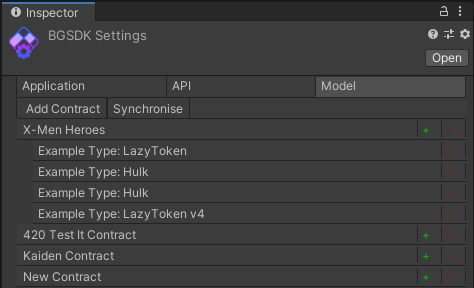 Inspector
BGSDK Settings
Open
Application API Model
Add Contract Synchronise
X-Men Heroes + -
Example Type: LazyToken -
Example Type: Hulk -
Example Type: Hulk -
Example Type: LazyToken v4 -
420 Test It Contract + -
Kaiden Contract + -
New Contract + -